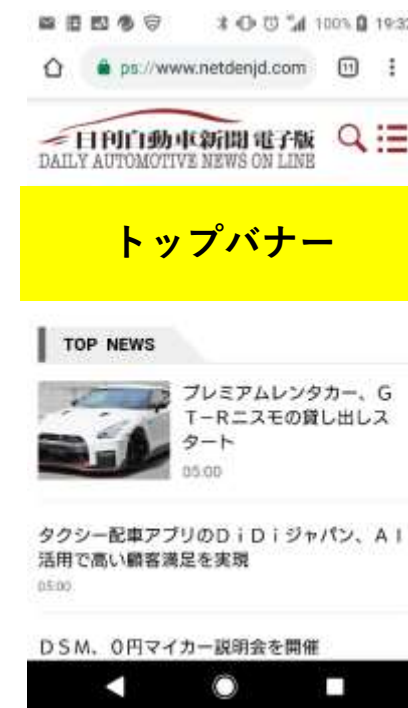 100% 19:32
ps://www.netdenjd.com
11
日刊自動車新聞 電子版
DAILY AUTOMOTIVE NEWS ON LINE
トップバナー
TOP NEWS
プレミアムレンタカー、G
T-Rニスモの貸し出しス
タート
05:00
タクシー配車アプリのDiDiジャパン、AI
活用で高い顧客満足を実現
05:00
DSM、0円マイカー説明会を開催